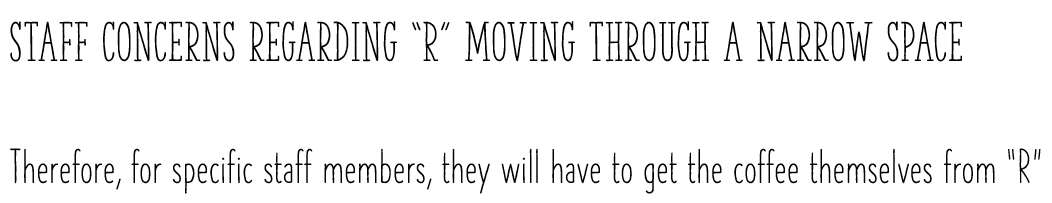 STAFF CONCERNS REGARDING “R” MOVING THROUGH A NARROW SPACE
Therefore, for specific staff members, they will have to get the coffee themselves from “R”